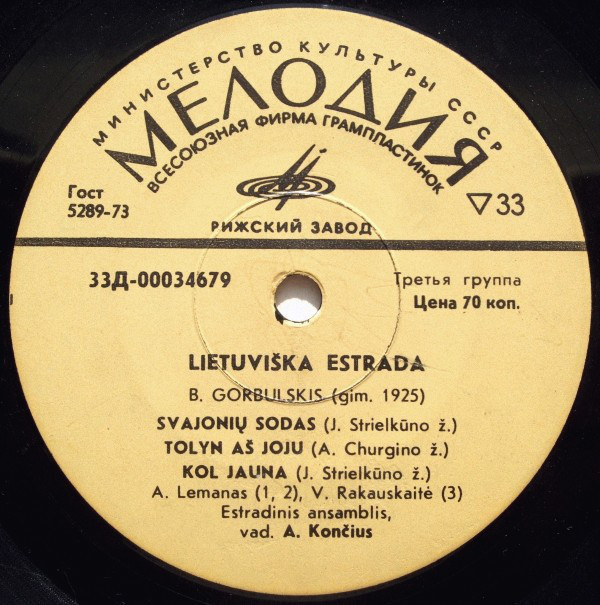 МИНИСТЕРСТВО КУЛЬТУРЫ СССР
МЕЛОДИЯ
ВСЕСОЮЗНАЯ ФИРМА ГРАМПЛАСТИНОК
Гост
5289-73
33
РИЖСКИЙ ЗАВОД
33Д-00034679
Третья группа
Цена 70 коп.
LIETUVIŠKA ESTRADA
B. GORBULSKIS (gim. 1925)
SVAJONIŲ SODAS (J. Strielkūno ž.)
TOLYN AŠ JOJU (A. Churgino ž.)
KOL JAUNA (J. Strielkūno ž.)
A. Lemanas (1, 2), V. Rakauskaitė (3)
Estradinis ansamblis,
vad. A. Končius